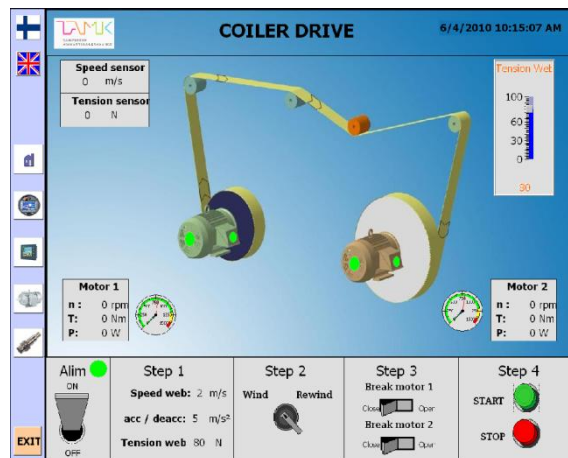 TAMK
COILER DRIVE
6/4/2010 10:15:07 AM
Speed sensor
0 m/s
Tension sensor
0 N
Tension Web
100
60
30
0
Motor 1
n : 0 rpm
T: 0 Nm
P: 0 W
Motor 2
n : 0 rpm
T: 0 Nm
P: 0 W
Alim
ON
OFF
Step 1
Speed web: 2 m/s
acc / deacc: 5 m/s²
Tension web 80 N
Step 2
Wind Rewind
Step 3
Break motor 1
Close Open
Break motor 2
Close Open
Step 4
START
STOP
EXIT